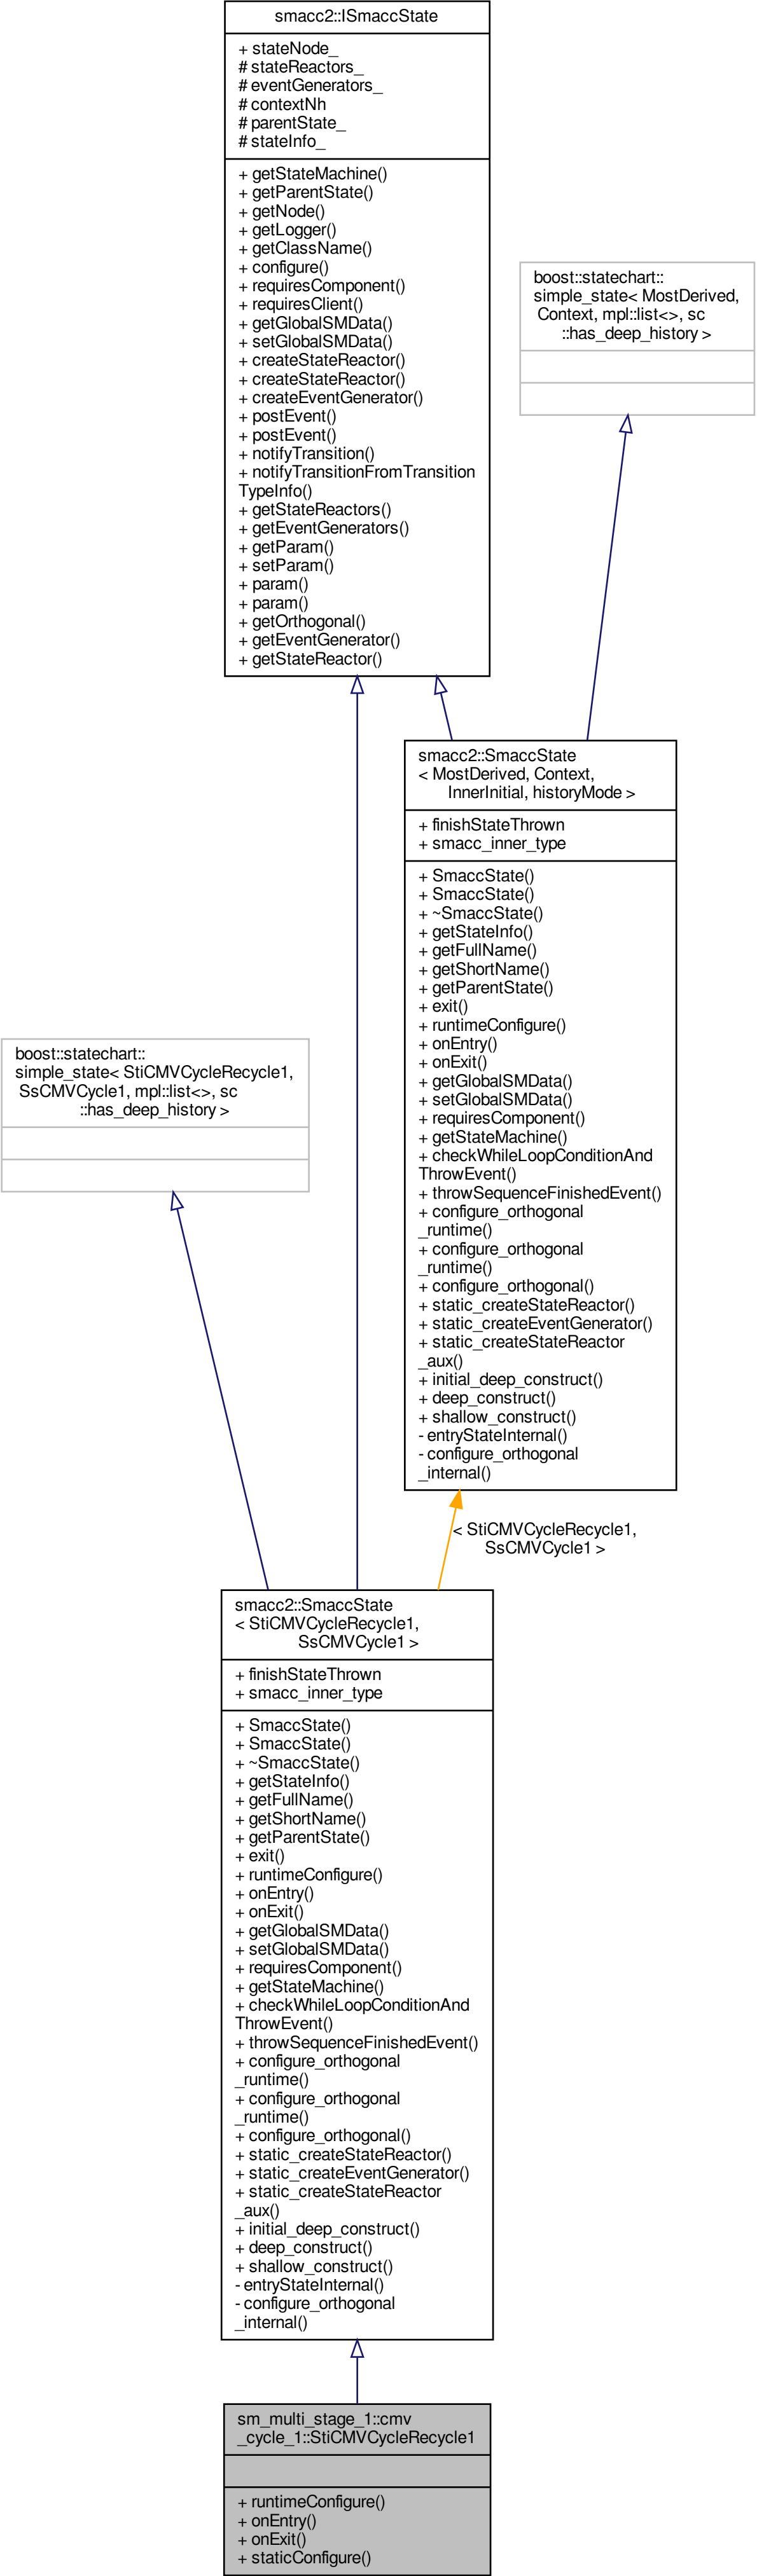 smacc2::ISmaccState
+ stateNode_
# stateReactors_
# eventGenerators_
# contextNh
# parentState_
# stateInfo_
+ getStateMachine()
+ getParentState()
+ getNode()
+ getLogger()
+ getClassName()
+ configure()
+ requiresComponent()
+ requiresClient()
+ getGlobalSMData()
+ setGlobalSMData()
+ createStateReactor()
+ createStateReactor()
+ createEventGenerator()
+ postEvent()
+ postEvent()
+ notifyTransition()
+ notifyTransitionFromTransition
TypeInfo()
+ getStateReactors()
+ getEventGenerators()
+ getParam()
+ setParam()
+ param()
+ param()
+ getOrthogonal()
+ getEventGenerator()
+ getStateReactor()
boost::statechart::
simple_state< MostDerived,
Context, mpl::list<>, sc
::has_deep_history >
smacc2::SmaccState
< MostDerived, Context,
InnerInitial, historyMode >
+ finishStateThrown
+ smacc_inner_type
+ SmaccState()
+ SmaccState()
+ ~SmaccState()
+ getStateInfo()
+ getFullName()
+ getShortName()
+ getParentState()
+ exit()
+ runtimeConfigure()
+ onEntry()
+ onExit()
+ getGlobalSMData()
+ setGlobalSMData()
+ requiresComponent()
+ getStateMachine()
+ checkWhileLoopConditionAnd
ThrowEvent()
+ throwSequenceFinishedEvent()
+ configure_orthogonal
_runtime()
+ configure_orthogonal
_runtime()
+ configure_orthogonal()
+ static_createStateReactor()
+ static_createEventGenerator()
+ static_createStateReactor
_aux()
+ initial_deep_construct()
+ deep_construct()
+ shallow_construct()
- entryStateInternal()
- configure_orthogonal
_internal()
boost::statechart::
simple_state< StiCMVCycleRecycle1,
SsCMVCycle1, mpl::list<>, sc
::has_deep_history >
< StiCMVCycleRecycle1,
SsCMVCycle1 >
smacc2::SmaccState
< StiCMVCycleRecycle1,
SsCMVCycle1 >
+ finishStateThrown
+ smacc_inner_type
+ SmaccState()
+ SmaccState()
+ ~SmaccState()
+ getStateInfo()
+ getFullName()
+ getShortName()
+ getParentState()
+ exit()
+ runtimeConfigure()
+ onEntry()
+ onExit()
+ getGlobalSMData()
+ setGlobalSMData()
+ requiresComponent()
+ getStateMachine()
+ checkWhileLoopConditionAnd
ThrowEvent()
+ throwSequenceFinishedEvent()
+ configure_orthogonal
_runtime()
+ configure_orthogonal
_runtime()
+ configure_orthogonal()
+ static_createStateReactor()
+ static_createEventGenerator()
+ static_createStateReactor
_aux()
+ initial_deep_construct()
+ deep_construct()
+ shallow_construct()
- entryStateInternal()
- configure_orthogonal
_internal()
sm_multi_stage_1::cmv
_cycle_1::StiCMVCycleRecycle1
+ runtimeConfigure()
+ onEntry()
+ onExit()
+ staticConfigure()